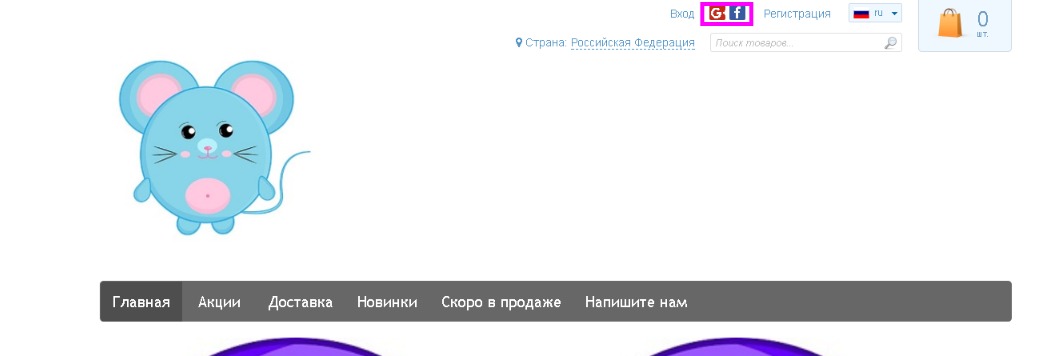 Вход G+ f Регистрация ru 0
шт.
Страна: Российская Федерация Поиск товаров...
Главная Акции Доставка Новинки Скоро в продаже Напишите нам